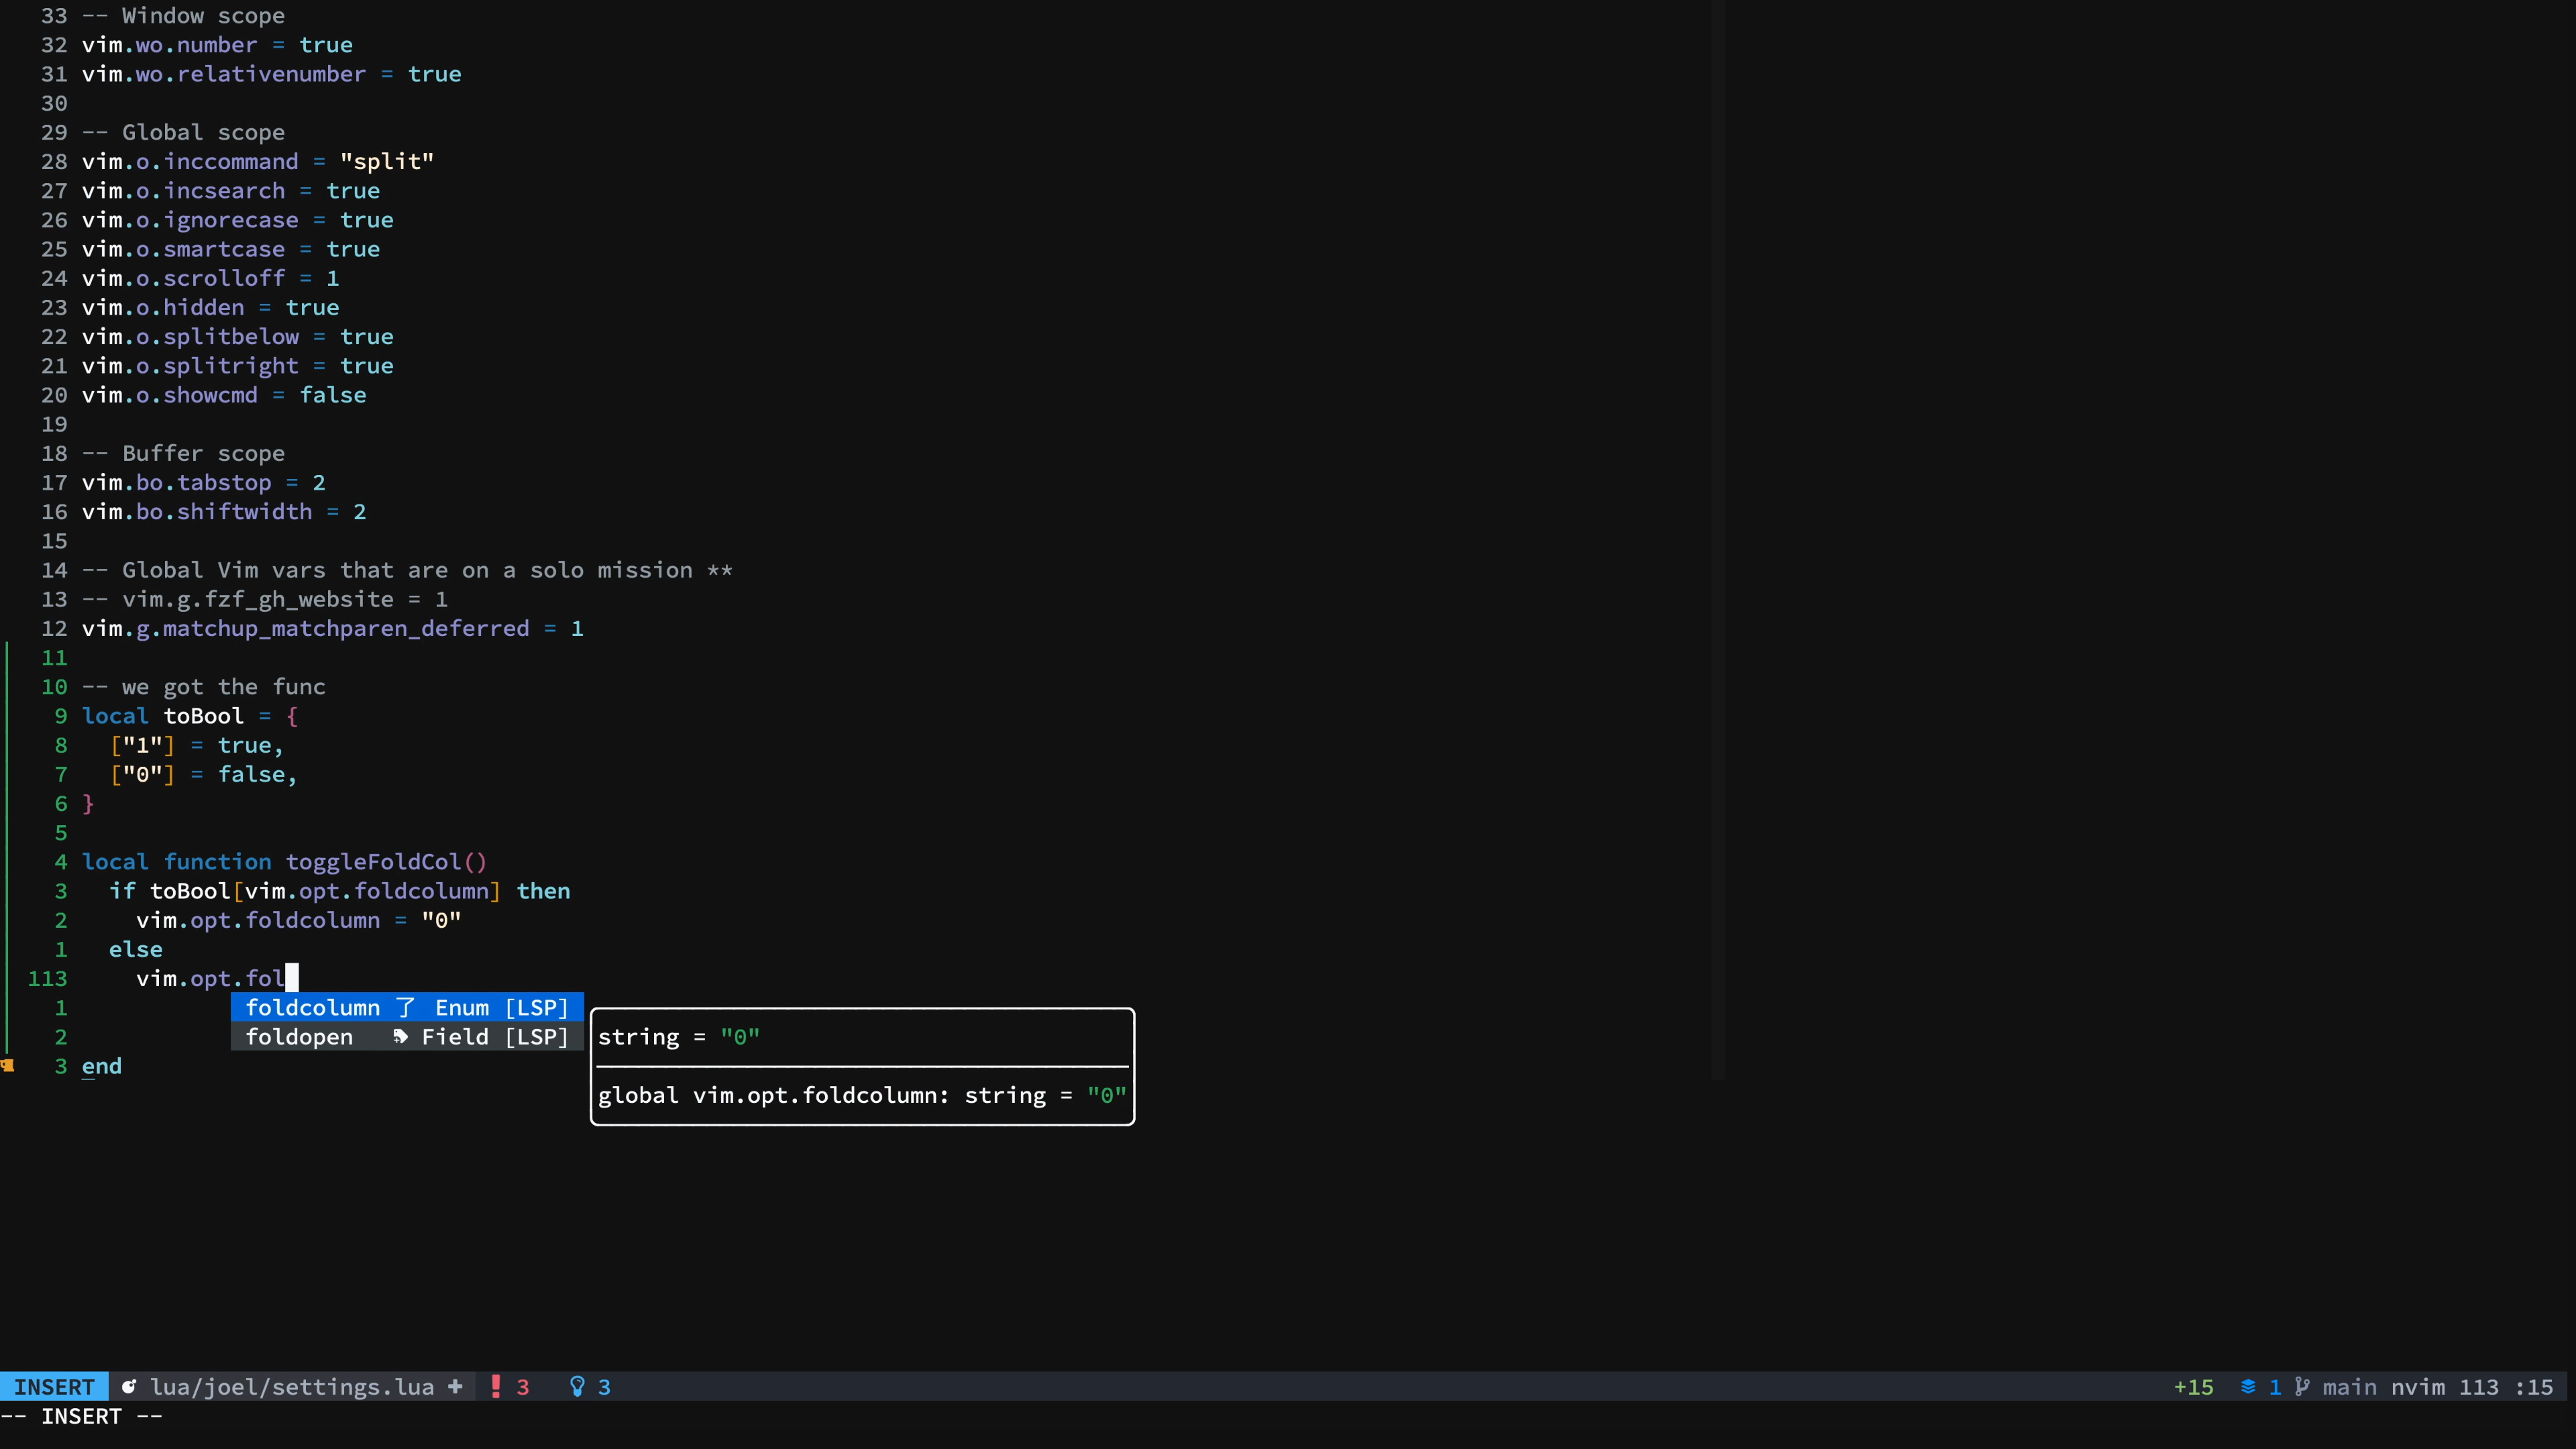 33 -- Window scope
32 vim.wo.number = true
31 vim.wo.relativenumber = true
30
29 -- Global scope
28 vim.o.inccommand = "split"
27 vim.o.incsearch = true
26 vim.o.ignorecase = true
25 vim.o.smartcase = true
24 vim.o.scrolloff = 1
23 vim.o.hidden = true
22 vim.o.splitbelow = true
21 vim.o.splitright = true
20 vim.o.showcmd = false
19
18 -- Buffer scope
17 vim.bo.tabstop = 2
16 vim.bo.shiftwidth = 2
15
14 -- Global Vim vars that are on a solo mission **
13 -- vim.g.fzf_gh_website = 1
12 vim.g.matchup_matchparen_deferred = 1
11
10 -- we got the func
9 local toBool = {
8   ["1"] = true,
7   ["0"] = false,
6 }
5
4 local function toggleFoldCol()
3   if toBool[vim.opt.foldcolumn] then
2     vim.opt.foldcolumn = "0"
1   else
113     vim.opt.fol
1 foldcolumn Enum [LSP]
2 foldopen Field [LSP] string = "0"
3 end
global vim.opt.foldcolumn: string = "0"
INSERT lua/joel/settings.lua + ! 3 3 +15 1 main nvim 113 :15
-- INSERT --